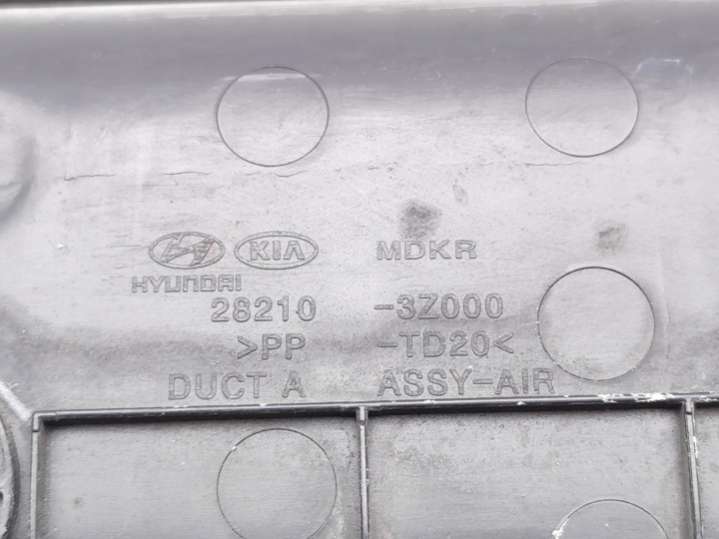 KIA MDKR
HYUNDAI
28210 -3Z000
>PP -TD20<
DUCT A ASSY-AIR